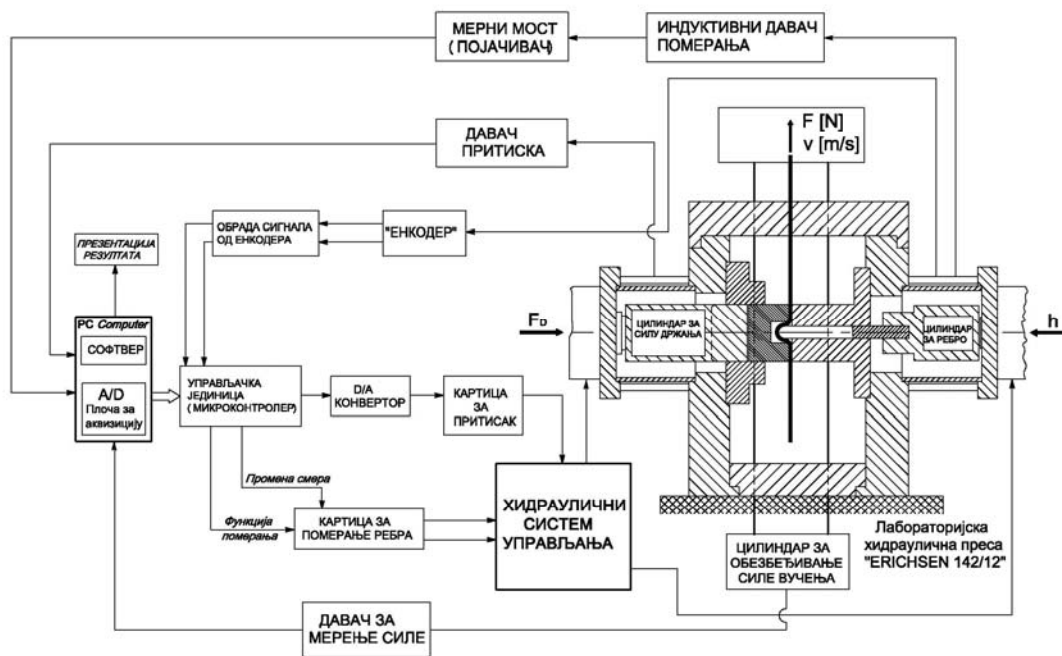 МЕРНИ МОСТ
( ПОЈАЧИВАЧ)
ИНДУКТИВНИ ДАВАЧ
ПОМЕРАЊА
ДАВАЧ
ПРИТИСКА
F [N]
v [m/s]
ОБРАДА СИГНАЛА
ОД ЕНКОДЕРА
"ЕНКОДЕР"
ПРЕЗЕНТАЦИЈА
РЕЗУЛТАТА
PC Computer
СОФТВЕР
A/D
Плоча за
аквизицију
УПРАВЉАЧКА
ЈЕДИНИЦА
( МИКРОКОНТРОЛЕР)
D/A
КОНВЕРТОР
КАРТИЦА
ЗА
ПРИТИСАК
FD
ЦИЛИНДАР ЗА
СИЛУ ДРЖАЊА
ЦИЛИНДАР
ЗА РЕБРО
h
Промена смера
Функција
померања
КАРТИЦА ЗА
ПОМЕРАЊЕ РЕБРА
ХИДРАУЛИЧНИ
СИСТЕМ
УПРАВЉАЊА
ЦИЛИНДАР ЗА
ОБЕЗБЕЂИВАЊЕ
СИЛЕ ВУЧЕЊА
Лабораторијска
хидраулична преса
"ERICHSEN 142/12"
ДАВАЧ ЗА
МЕРЕЊЕ СИЛЕ